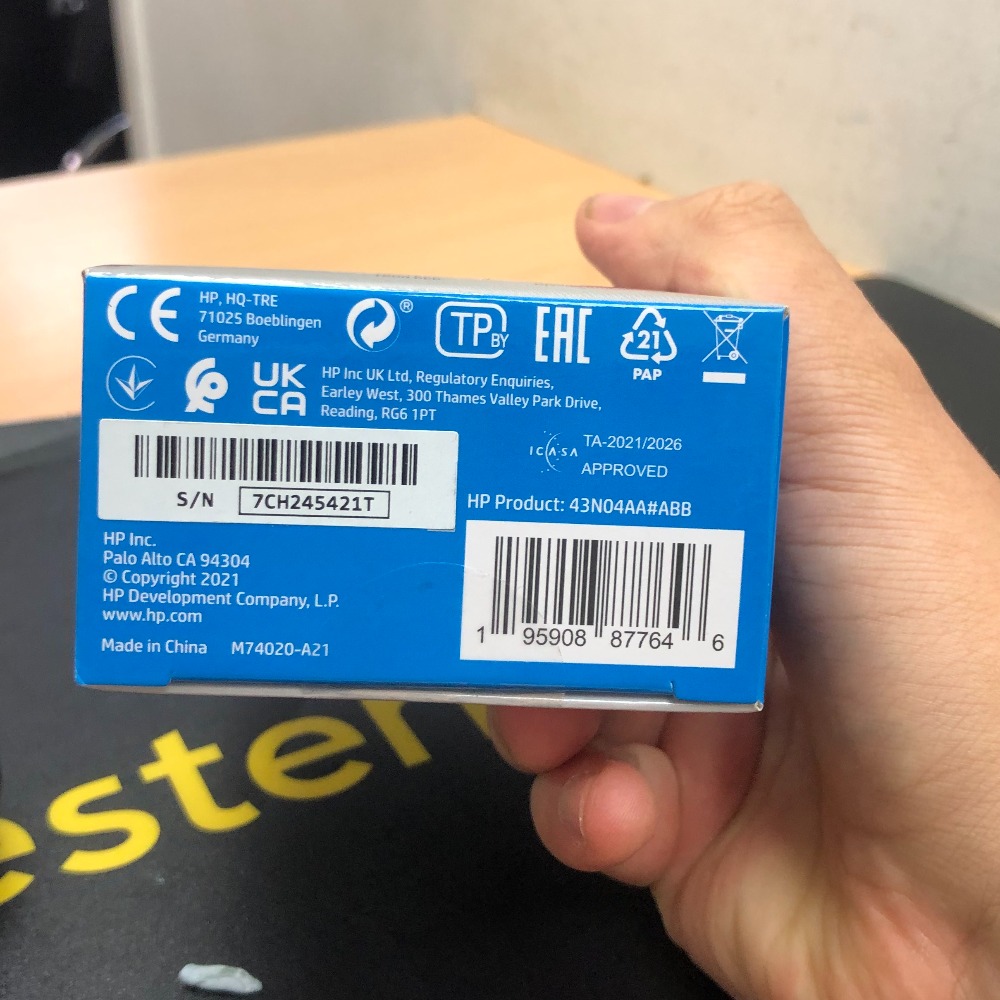 CE
HP, HQ-TRE
71025 Boeblingen
Germany
®
TP BY
EAC
21
PAP
UK
CA
HP Inc UK Ltd, Regulatory Enquiries,
Earley West, 300 Thames Valley Park Drive,
Reading, RG6 1PT
ICASA
TA-2021/2026
APPROVED
S/N 7CH245421T
HP Product: 43N04AA#ABB
1 95908 87764 6
HP Inc.
Palo Alto CA 94304
© Copyright 2021
HP Development Company, L.P.
www.hp.com
Made in China M74020-A21
ester